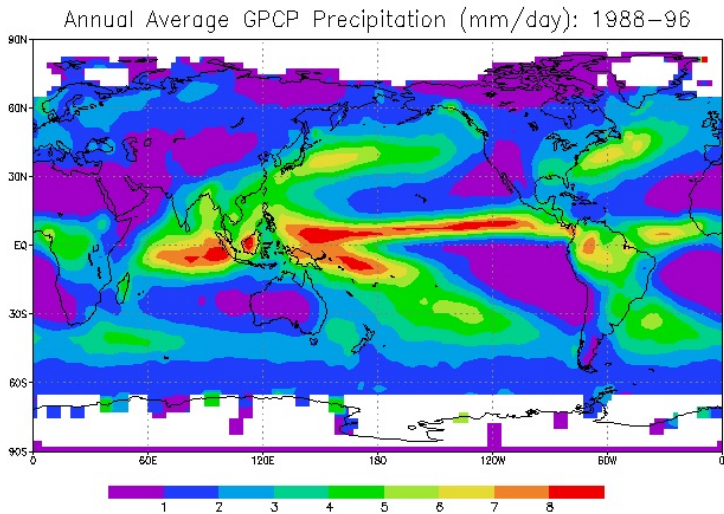 Annual Average GPCP Precipitation (mm/day): 1988-96
90N
60N
30N
EQ
30S
60S
90S
0 60E 120E 180 120W 60W 0
1 2 3 4 5 6 7 8